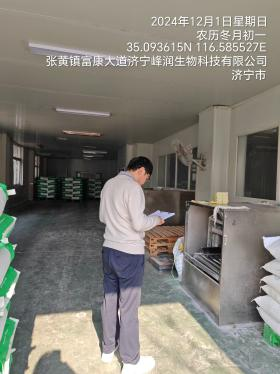 2024年12月1日星期日
农历冬月初一
35.093615N 116.585527E
张黄镇富康大道济宁峰润生物科技有限公司
济宁市